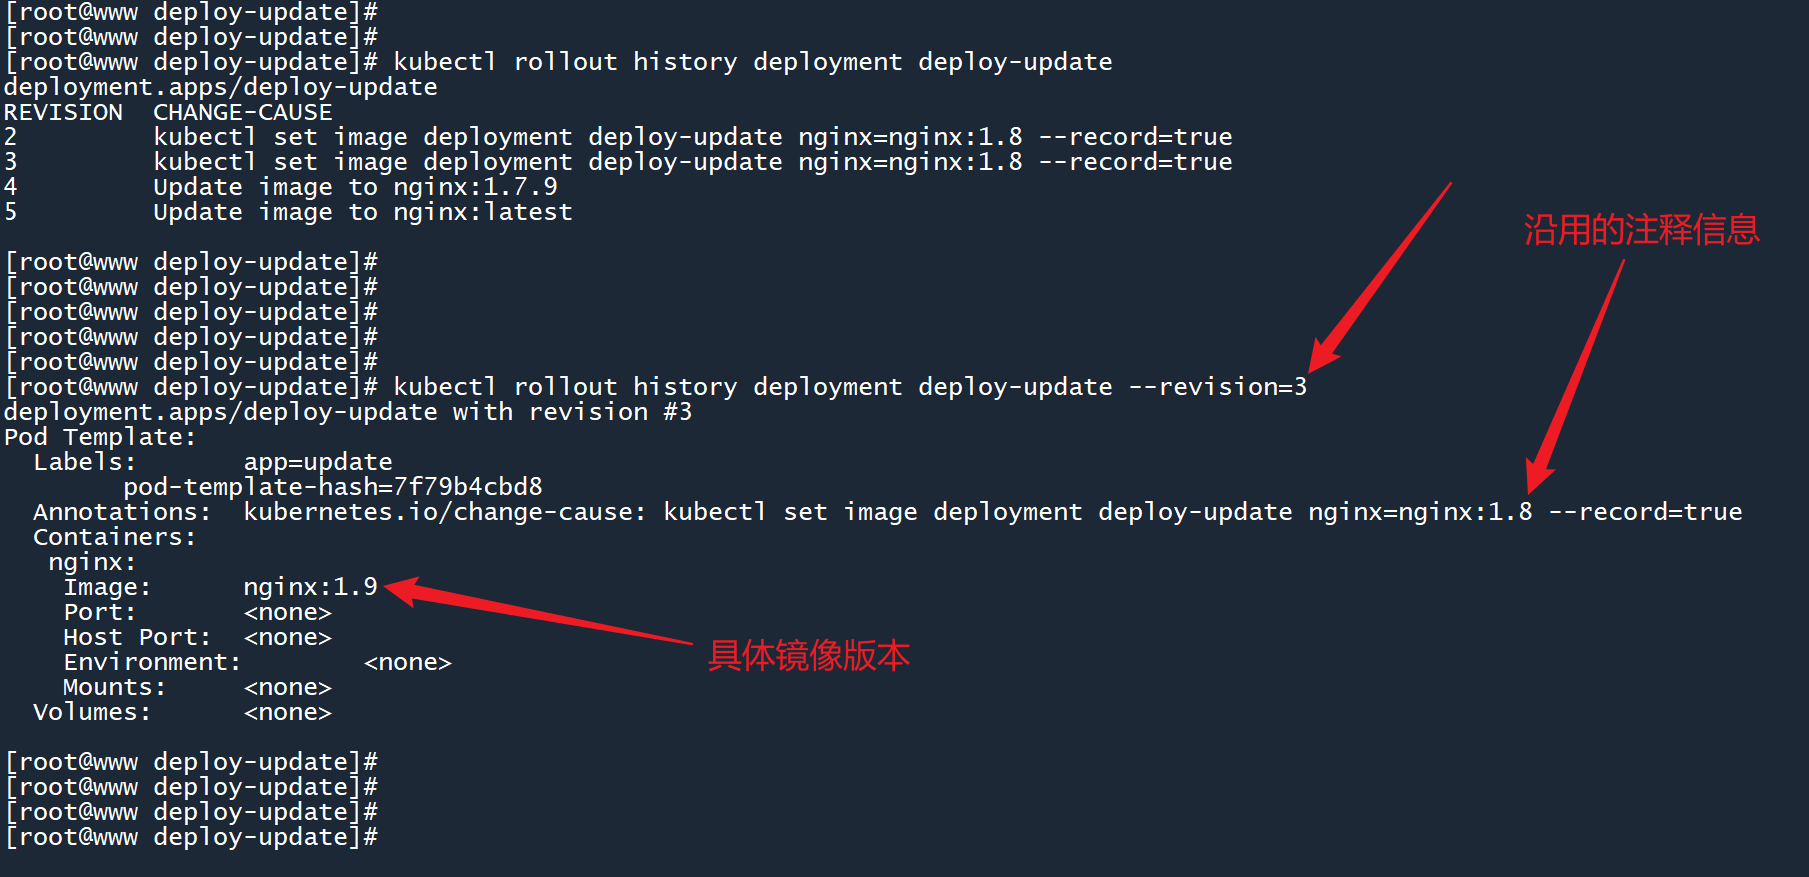 [root@www deploy-update]#
[root@www deploy-update]#
[root@www deploy-update]# kubectl rollout history deployment deploy-update
deployment.apps/deploy-update
REVISION  CHANGE-CAUSE
2         kubectl set image deployment deploy-update nginx=nginx:1.8 --record=true
3         kubectl set image deployment deploy-update nginx=nginx:1.8 --record=true
4         Update image to nginx:1.7.9
5         Update image to nginx:latest
沿用的注释信息
[root@www deploy-update]#
[root@www deploy-update]#
[root@www deploy-update]#
[root@www deploy-update]#
[root@www deploy-update]#
[root@www deploy-update]# kubectl rollout history deployment deploy-update --revision=3
deployment.apps/deploy-update with revision #3
Pod Template:
  Labels:       app=update
        pod-template-hash=7f79b4cbd8
  Annotations:  kubernetes.io/change-cause: kubectl set image deployment deploy-update nginx=nginx:1.8 --record=true
  Containers:
   nginx:
    Image:      nginx:1.9
    Port:       <none>
    Host Port:  <none>
具体镜像版本
    Environment:        <none>
    Mounts:     <none>
  Volumes:      <none>
[root@www deploy-update]#
[root@www deploy-update]#
[root@www deploy-update]#
[root@www deploy-update]#